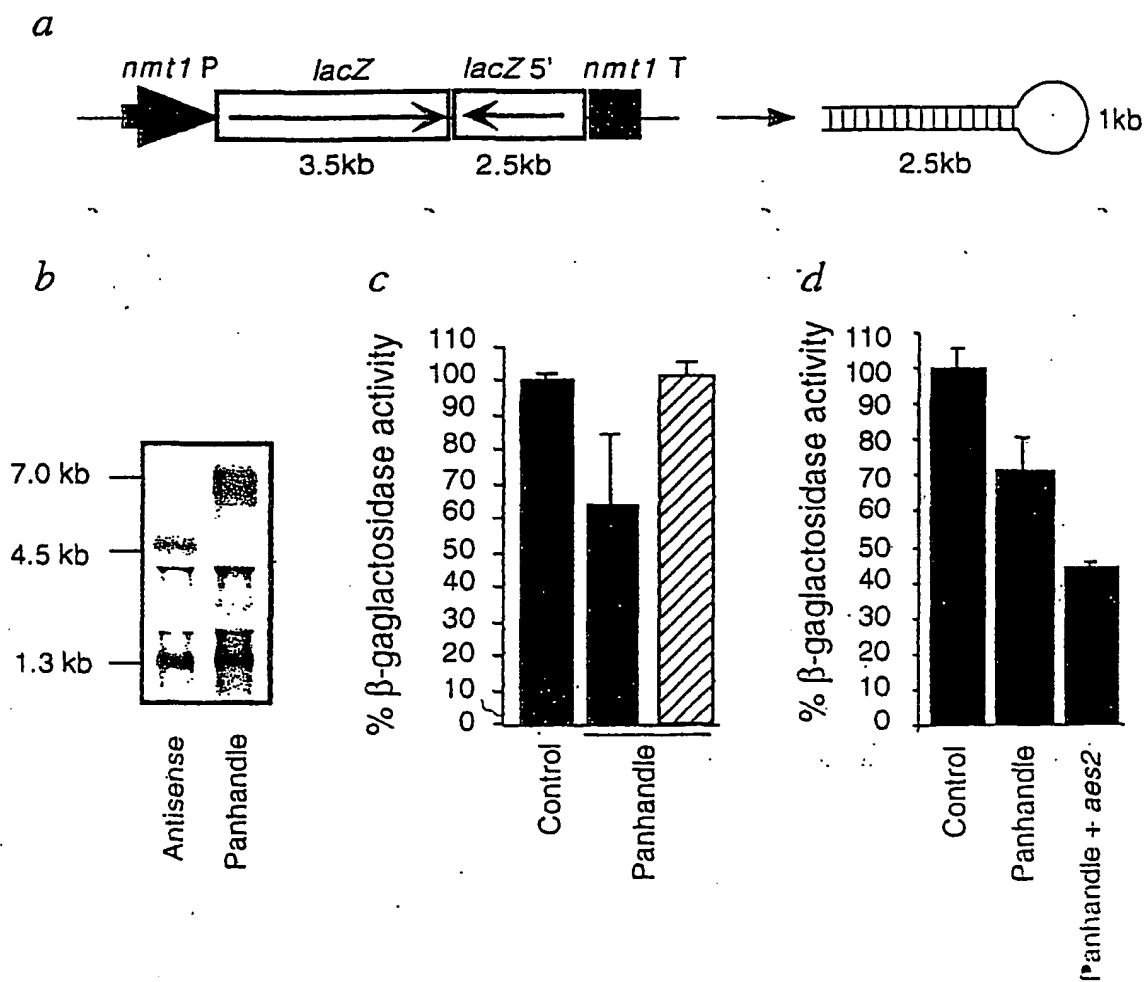 a
nmt1 P lacZ lacZ 5' nmt1 T
3.5kb 2.5kb
2.5kb
1kb
b
7.0 kb
4.5 kb
1.3 kb
Antisense
Panhandle
c
% β-gaglactosidase activity
110
100
90
80
70
60
50
40
30
20
10
0
Control
Panhandle
d
% β-gaglactosidase activity
110
100
90
80
70
60
50
40
30
20
10
0
Control
Panhandle
Panhandle + aes2